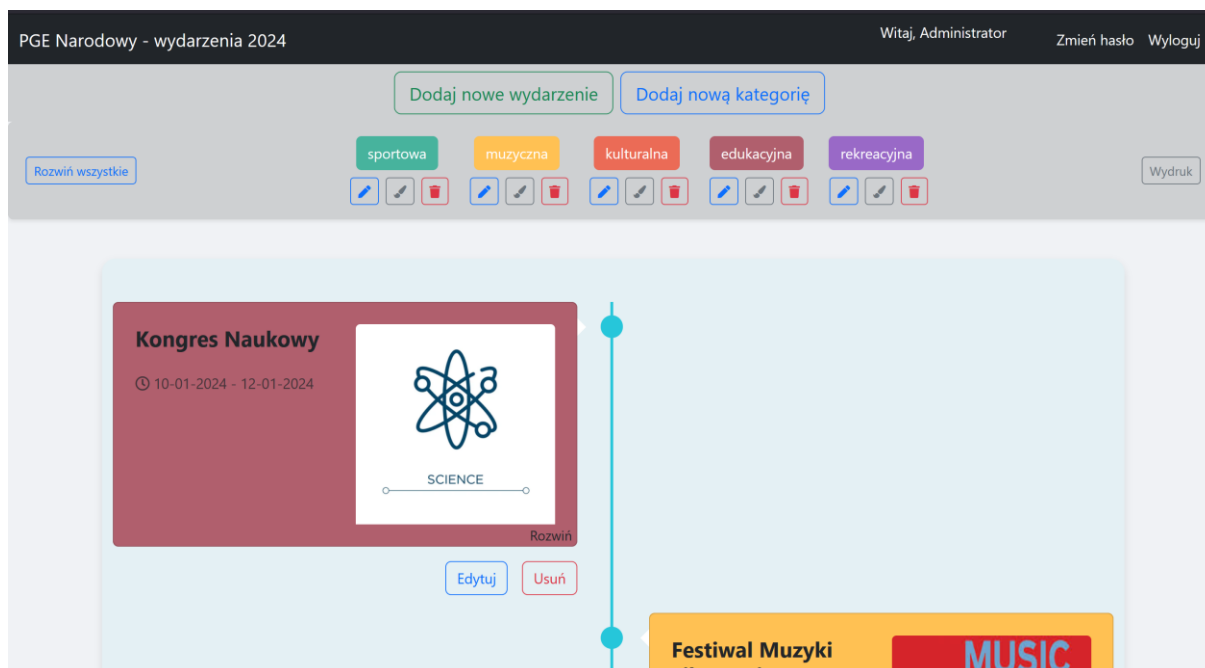 PGE Narodowy - wydarzenia 2024
Witaj, Administrator
Zmień hasło
Wyloguj
Dodaj nowe wydarzenie
Dodaj nową kategorię
Rozwiń wszystkie
sportowa
muzyczna
kulturalna
edukacyjna
rekreacyjna
Wydruk
Kongres Naukowy
10-01-2024 - 12-01-2024
SCIENCE
Rozwiń
Edytuj
Usuń
Festiwal Muzyki
MUSIC